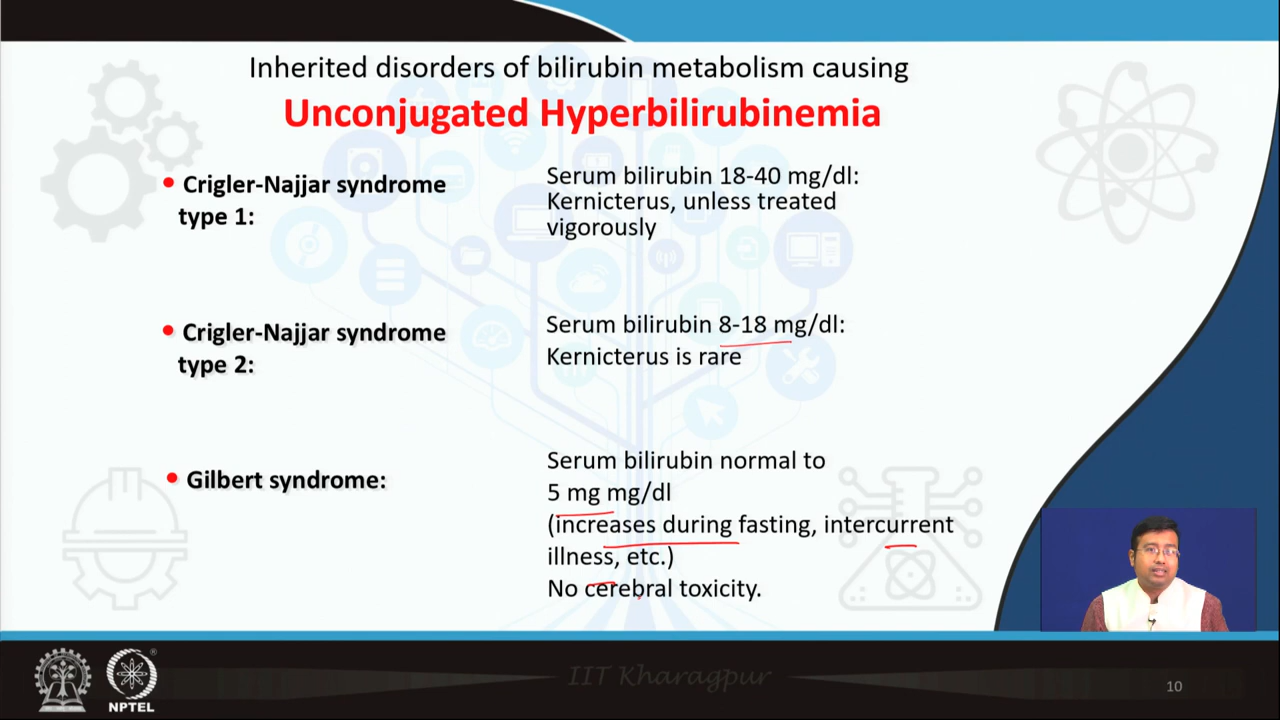 Inherited disorders of bilirubin metabolism causing
Unconjugated Hyperbilirubinemia
• Crigler-Najjar syndrome
type 1:
Serum bilirubin 18-40 mg/dl:
Kernicterus, unless treated
vigorously
• Crigler-Najjar syndrome
type 2:
Serum bilirubin 8-18 mg/dl:
Kernicterus is rare
• Gilbert syndrome:
Serum bilirubin normal to
5 mg mg/dl
(increases during fasting, intercurrent
illness, etc.)
No cerebral toxicity.
NPTEL
®
IIT Kharagpur
10